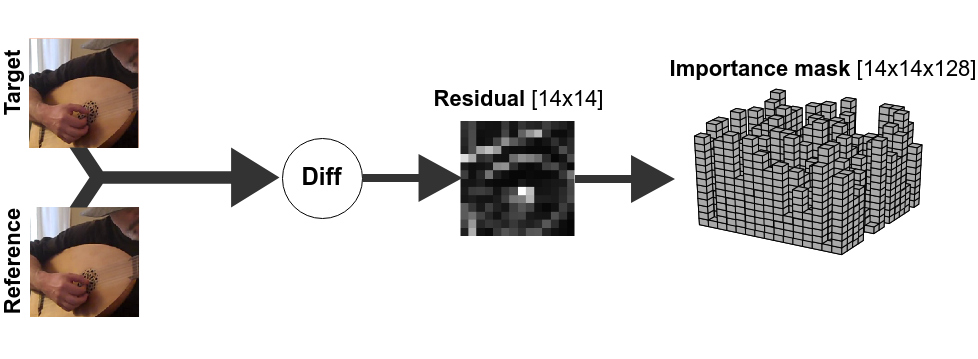 Target
Reference
Diff
Residual [14x14]
Importance mask [14x14x128]